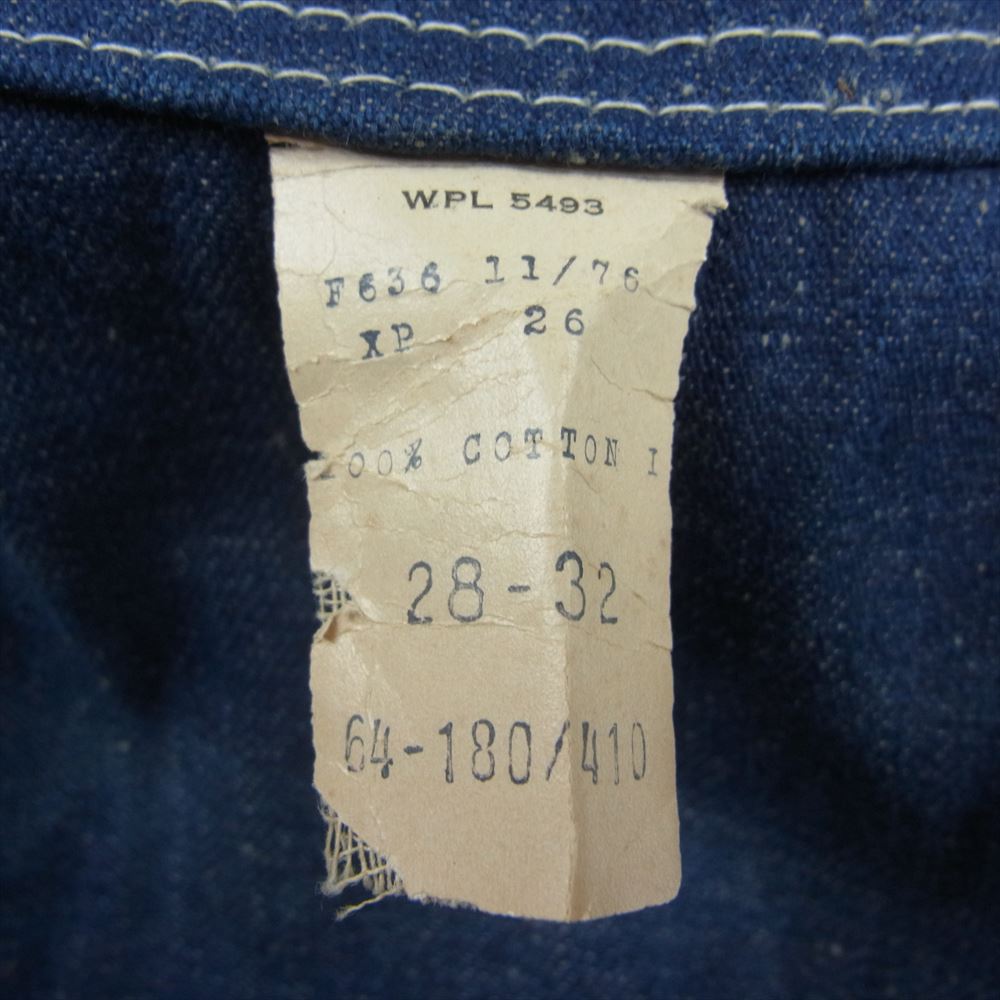 WPL 5493
F636 11/76
XP 26
100% COTTON I
28-32
64-180/410